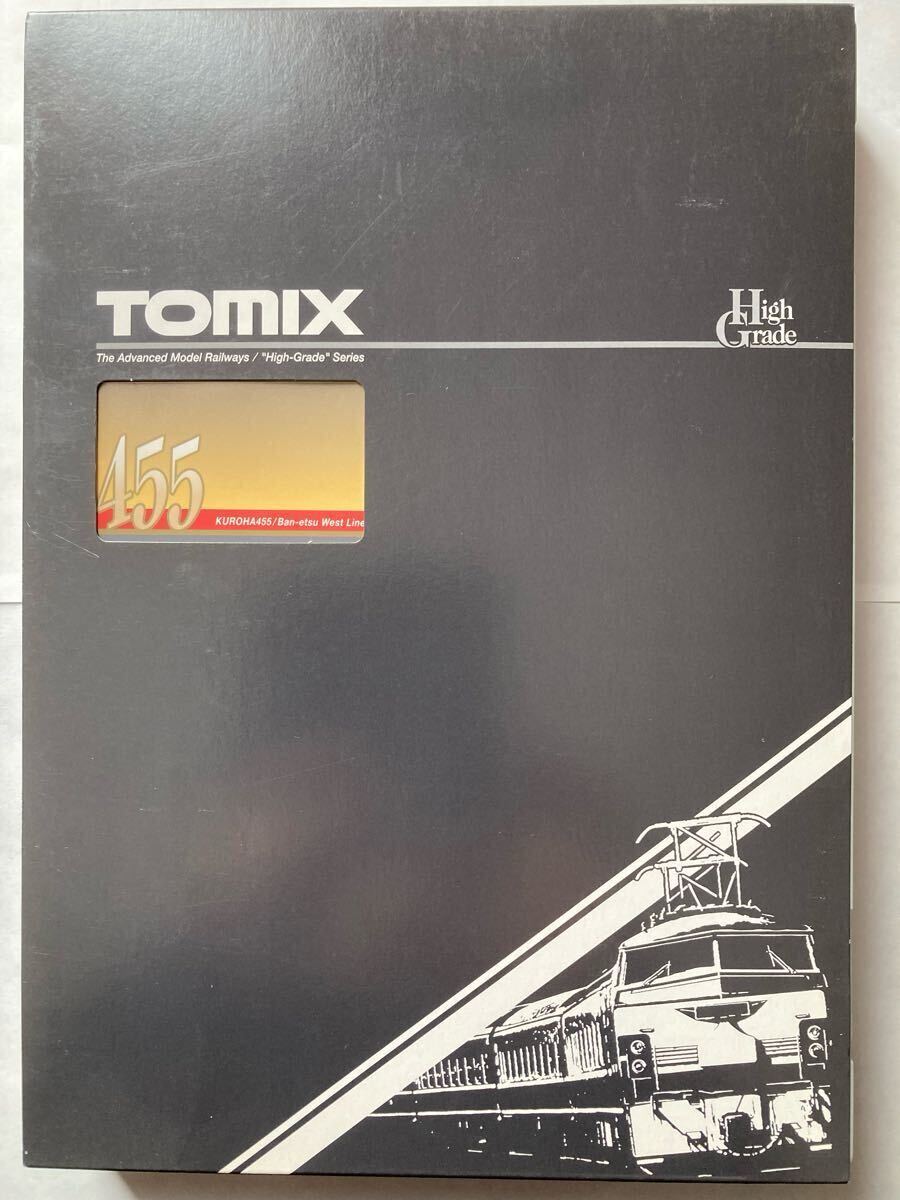 TOMIX
High
Grade
The Advanced Model Railways / "High-Grade" Series
455
KUROHA455/Ban-etsu West Line